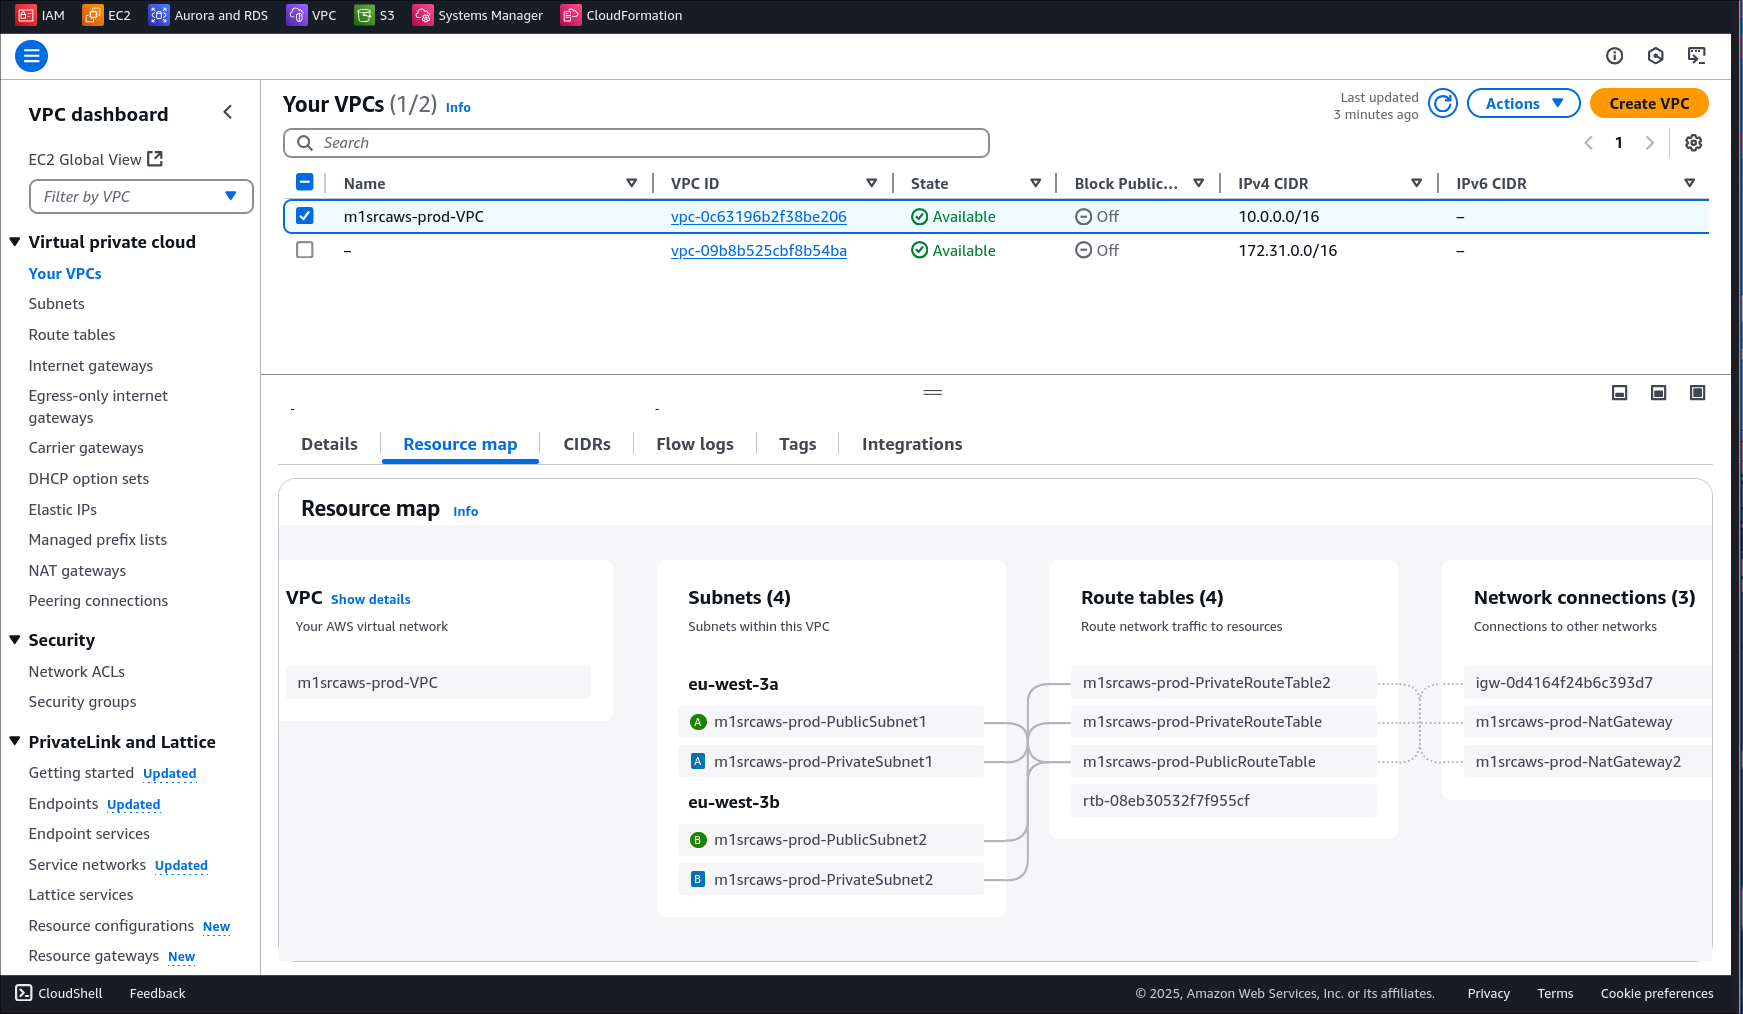 IAM EC2 Aurora and RDS VPC S3 Systems Manager CloudFormation
VPC dashboard
EC2 Global View
Filter by VPC
Virtual private cloud
Your VPCs
Subnets
Route tables
Internet gateways
Egress-only internet
gateways
Carrier gateways
DHCP option sets
Elastic IPs
Managed prefix lists
NAT gateways
Peering connections
Security
Network ACLs
Security groups
PrivateLink and Lattice
Getting started Updated
Endpoints Updated
Endpoint services
Service networks Updated
Lattice services
Resource configurations New
Resource gateways New
Your VPCs (1/2) Info
Last updated
3 minutes ago
Actions
Create VPC
Search
1
Name VPC ID State Block Public... IPv4 CIDR IPv6 CIDR
m1srcaws-prod-VPC vpc-0c63196b2f38be206 Available Off 10.0.0.0/16 –
– vpc-09b8b525cbf8b54ba Available Off 172.31.0.0/16 –
- -
Details Resource map CIDRs Flow logs Tags Integrations
Resource map Info
VPC Show details
Your AWS virtual network
m1srcaws-prod-VPC
Subnets (4)
Subnets within this VPC
eu-west-3a
A m1srcaws-prod-PublicSubnet1
A m1srcaws-prod-PrivateSubnet1
eu-west-3b
B m1srcaws-prod-PublicSubnet2
B m1srcaws-prod-PrivateSubnet2
Route tables (4)
Route network traffic to resources
m1srcaws-prod-PrivateRouteTable2
m1srcaws-prod-PrivateRouteTable
m1srcaws-prod-PublicRouteTable
rtb-08eb30532f7f955cf
Network connections (3)
Connections to other networks
igw-0d4164f24b6c393d7
m1srcaws-prod-NatGateway
m1srcaws-prod-NatGateway2
CloudShell Feedback © 2025, Amazon Web Services, Inc. or its affiliates. Privacy Terms Cookie preferences